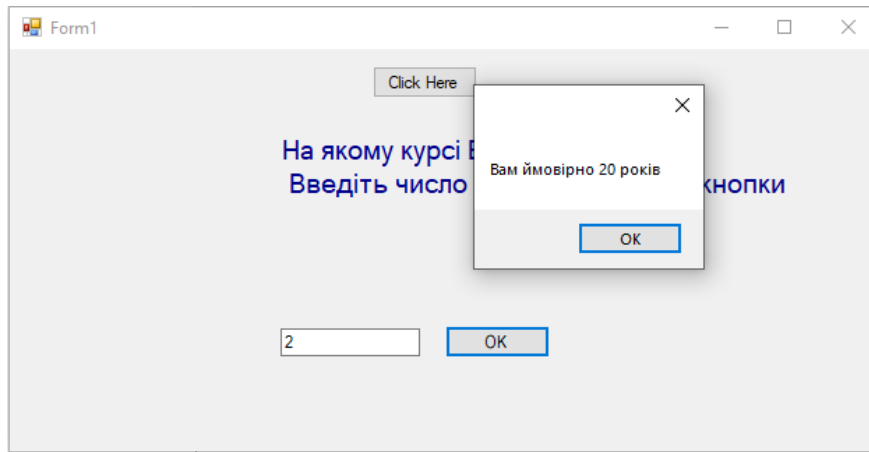 Form1
Click Here
На якому курсі
Вам ймовірно 20 років
Введіть число кнопки
OK
2
OK